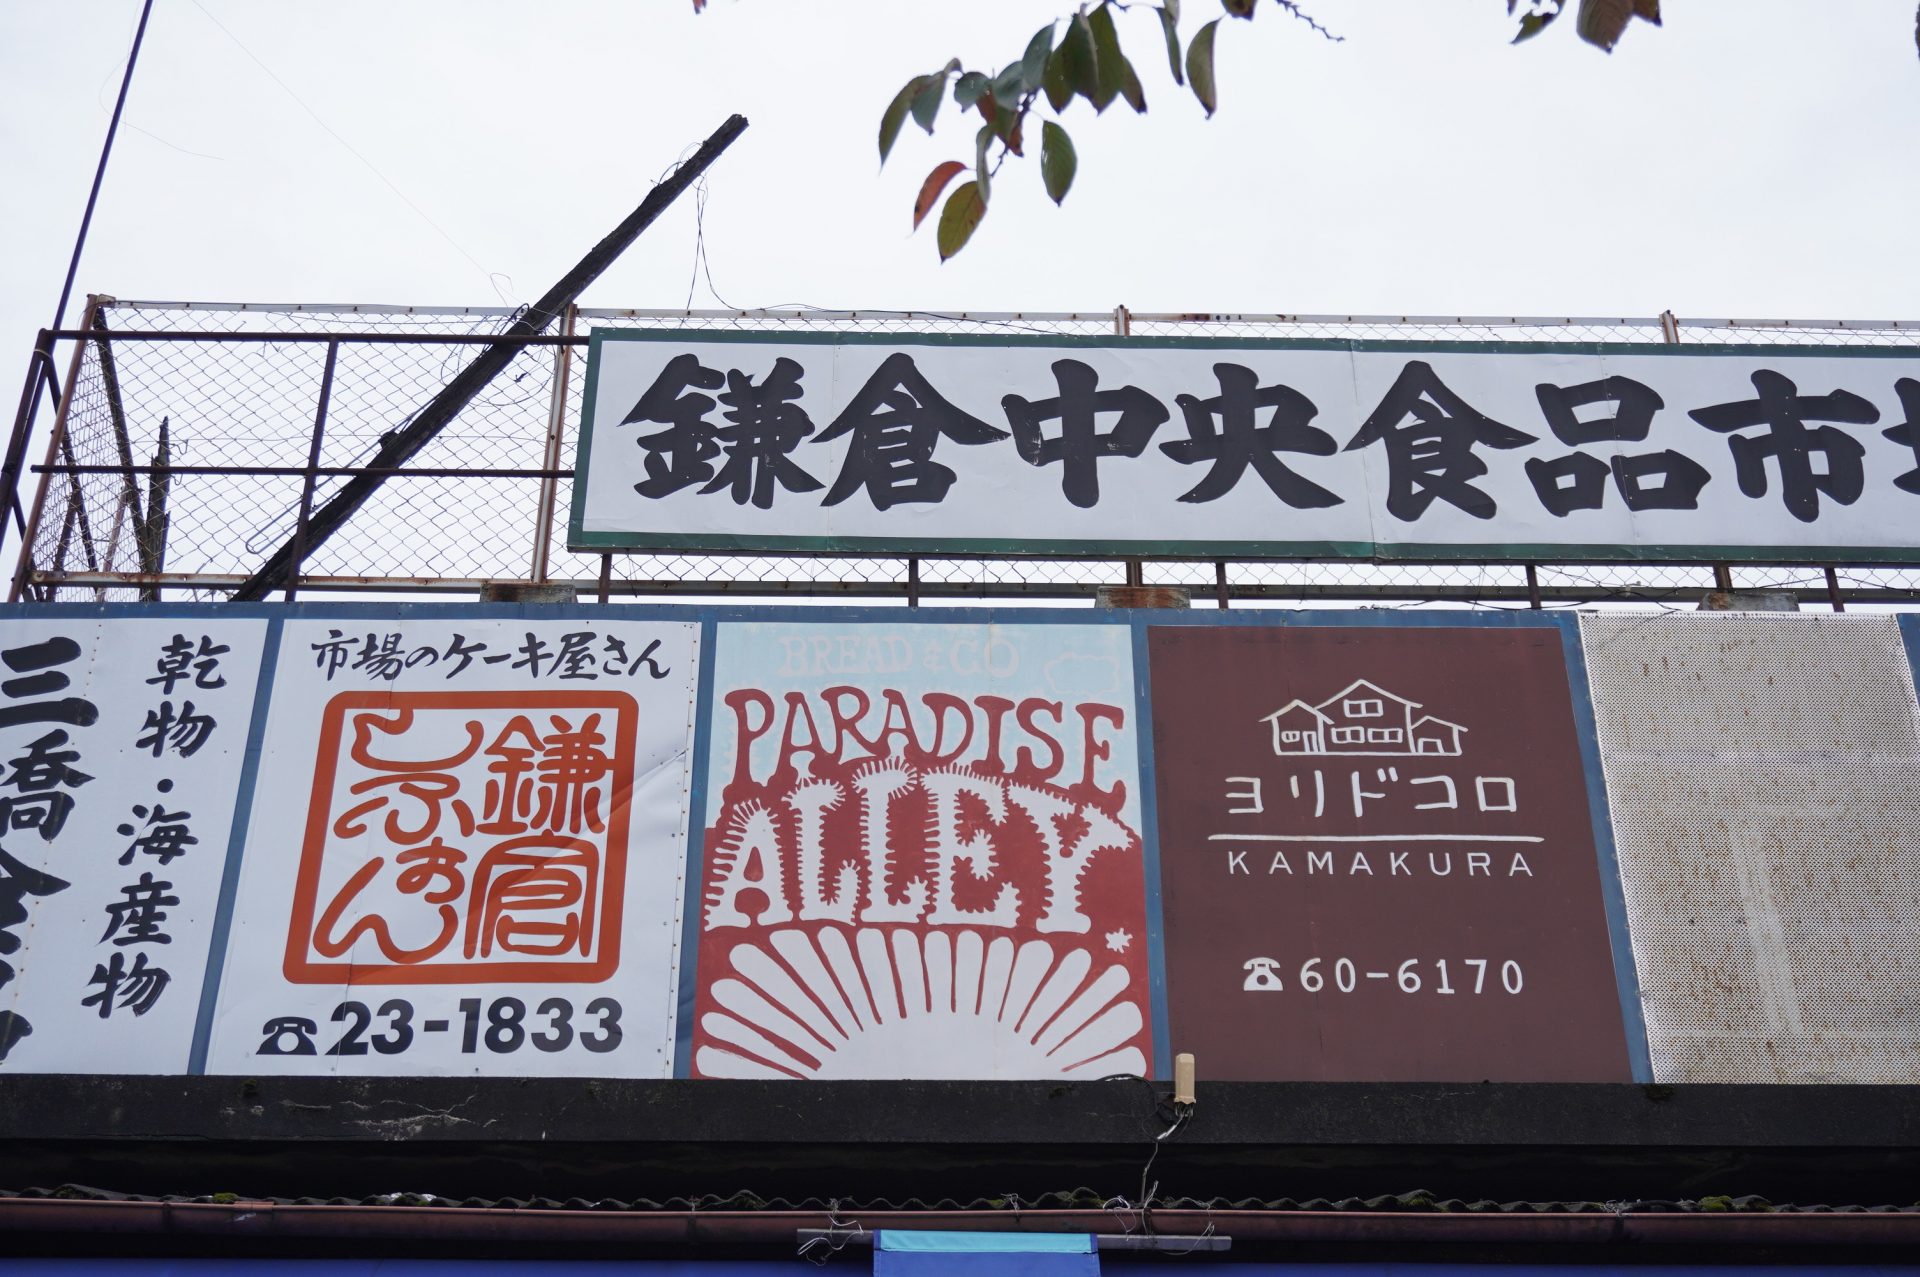 鎌倉中央食品市
乾物・海産物
三橋
市場のケーキ屋さん
鎌倉
しふぉん
☎23-1833
BREAD & CO
PARADISE
ALLEY
ヨリドコロ
KAMAKURA
☎60-6170